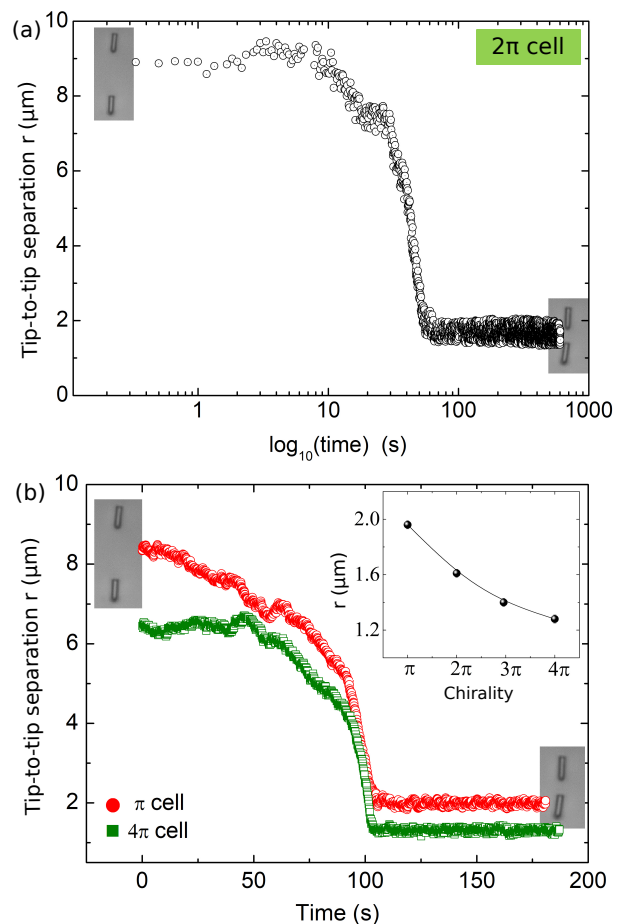 (a)
2π cell
Tip-to-tip separation r (μm)
10
8
6
4
2
0
1
10
100
1000
log₁₀(time) (s)
(b)
Tip-to-tip separation r (μm)
10
8
6
4
2
0
50
100
150
200
Time (s)
π cell
4π cell
r (μm)
2.0
1.6
1.2
π
2π
3π
4π
Chirality